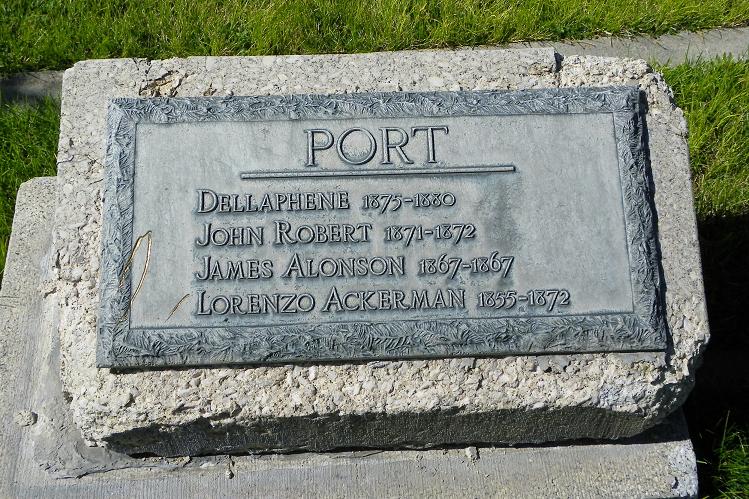 PORT
DELLAPHENE 1875-1880
JOHN ROBERT 1871-1872
JAMES ALONSON 1867-1867
LORENZO ACKERMAN 1855-1872